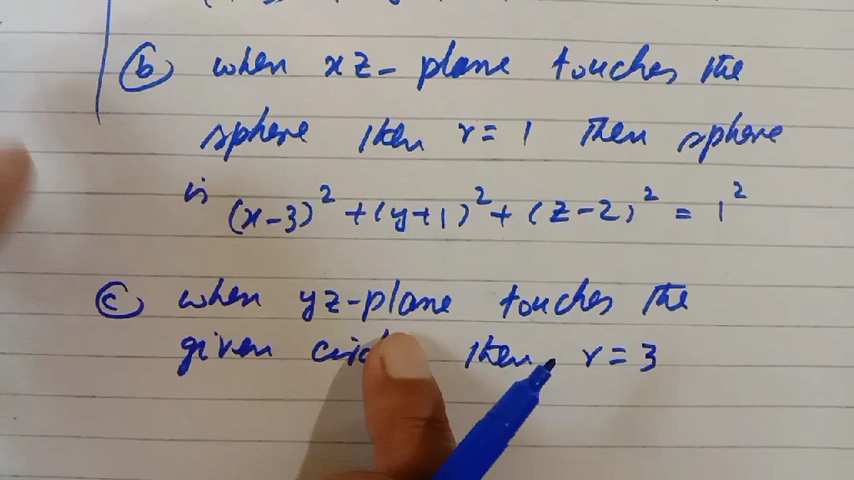 ⓑ when xz- plane touches the
sphere then r = 1 then sphere
is (x-3)² + (y+1)² + (z-2)² = 1²
ⓒ when yz-plane touches the
given then r = 3